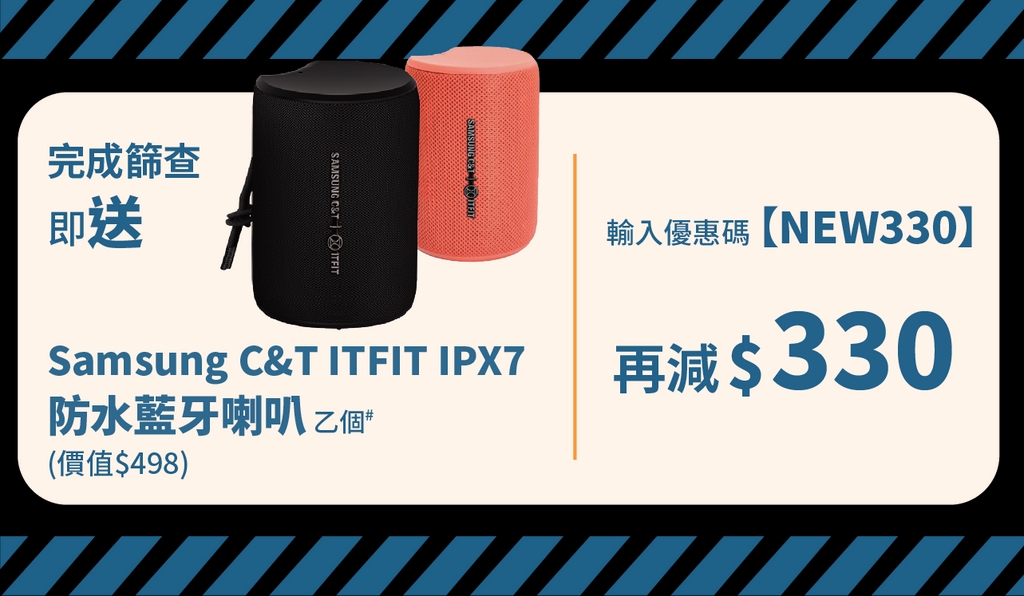 完成篩查
即送
SAMSUNG C&T | ITFIT
SAMSUNG C&T | ITFIT
Samsung C&T ITFIT IPX7
防水藍牙喇叭 乙個#
(價值$498)
輸入優惠碼【NEW330】
再減$330